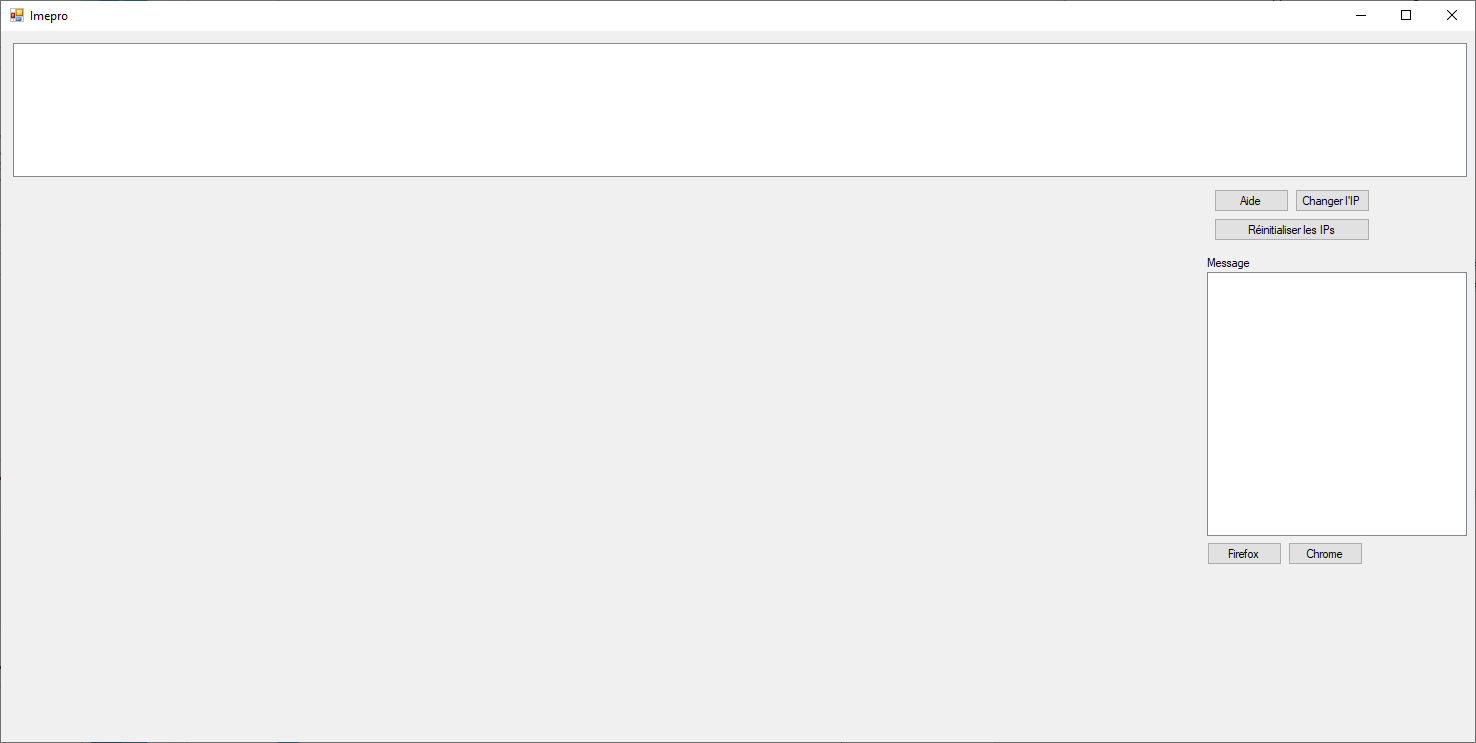 Imepro
Aide Changer l'IP
Réinitialiser les IPs
Message
Firefox Chrome